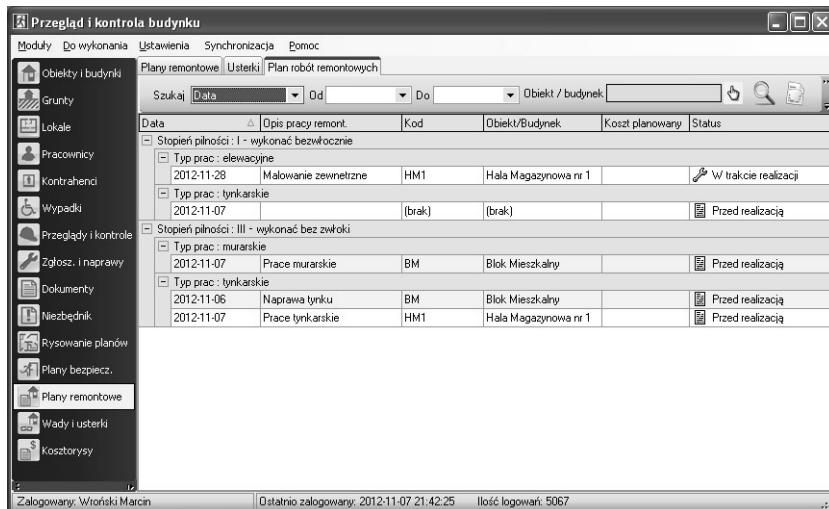 Przegląd i kontrola budynku
Moduły Do wykonania Ustawienia Synchronizacja Pomoc
Obiekty i budynki
Grunty
Lokale
Pracownicy
Kontrahenci
Wypadki
Przeglądy i kontrole
Zgłosz. i naprawy
Dokumenty
Niezbędnik
Rysowanie planów
Plany bezpiecz.
Plany remontowe
Wady i usterki
Kosztorysy
Plany remontowe Usterki Plan robót remontowych
Szukaj Data Od Do Obiekt / budynek
Data Opis pracy remont. Kod Obiekt/Budynek Koszt planowany Status
Stopień pilności : I - wykonać bezwłocznie
Typ prac : elewacyjne
2012-11-28 Malowanie zewnetrzne HM1 Hala Magazynowa nr 1 W trakcie realizacji
Typ prac : tynkarskie
2012-11-07 (brak) (brak) Przed realizacją
Stopień pilności : III - wykonać bez zwłoki
Typ prac : murarskie
2012-11-07 Prace murarskie BM Blok Mieszkalny Przed realizacją
Typ prac : tynkarskie
2012-11-06 Naprawa tynku BM Blok Mieszkalny Przed realizacją
2012-11-07 Prace tynkarskie HM1 Hala Magazynowa nr 1 Przed realizacją
Zalogowany: Wroński Marcin Ostatnio zalogowany: 2012-11-07 21:42:25 Ilość logowań: 5067